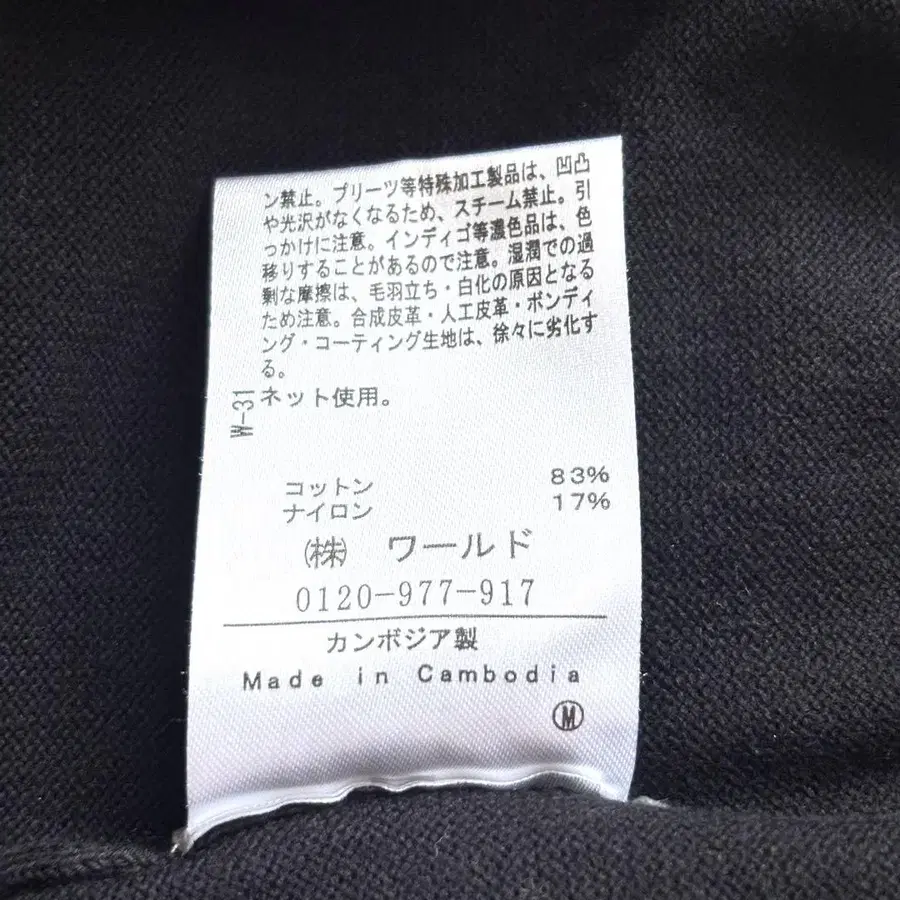 ン禁止。プリーツ等特殊加工製品は、凹凸
や光沢がなくなるため、スチーム禁止。引
っかけに注意。インディゴ等濃色品は、色
移りすることがあるので注意。湿潤での過
剰な摩擦は、毛羽立ち・白化の原因となる
ため注意。合成皮革・人工皮革・ボンディ
ング・コーティング生地は、徐々に劣化す
る。
ネット使用。
W-31
コットン 83%
ナイロン 17%
㈱ ワールド
0120-977-917
カンボジア製
Made in Cambodia
Ⓜ